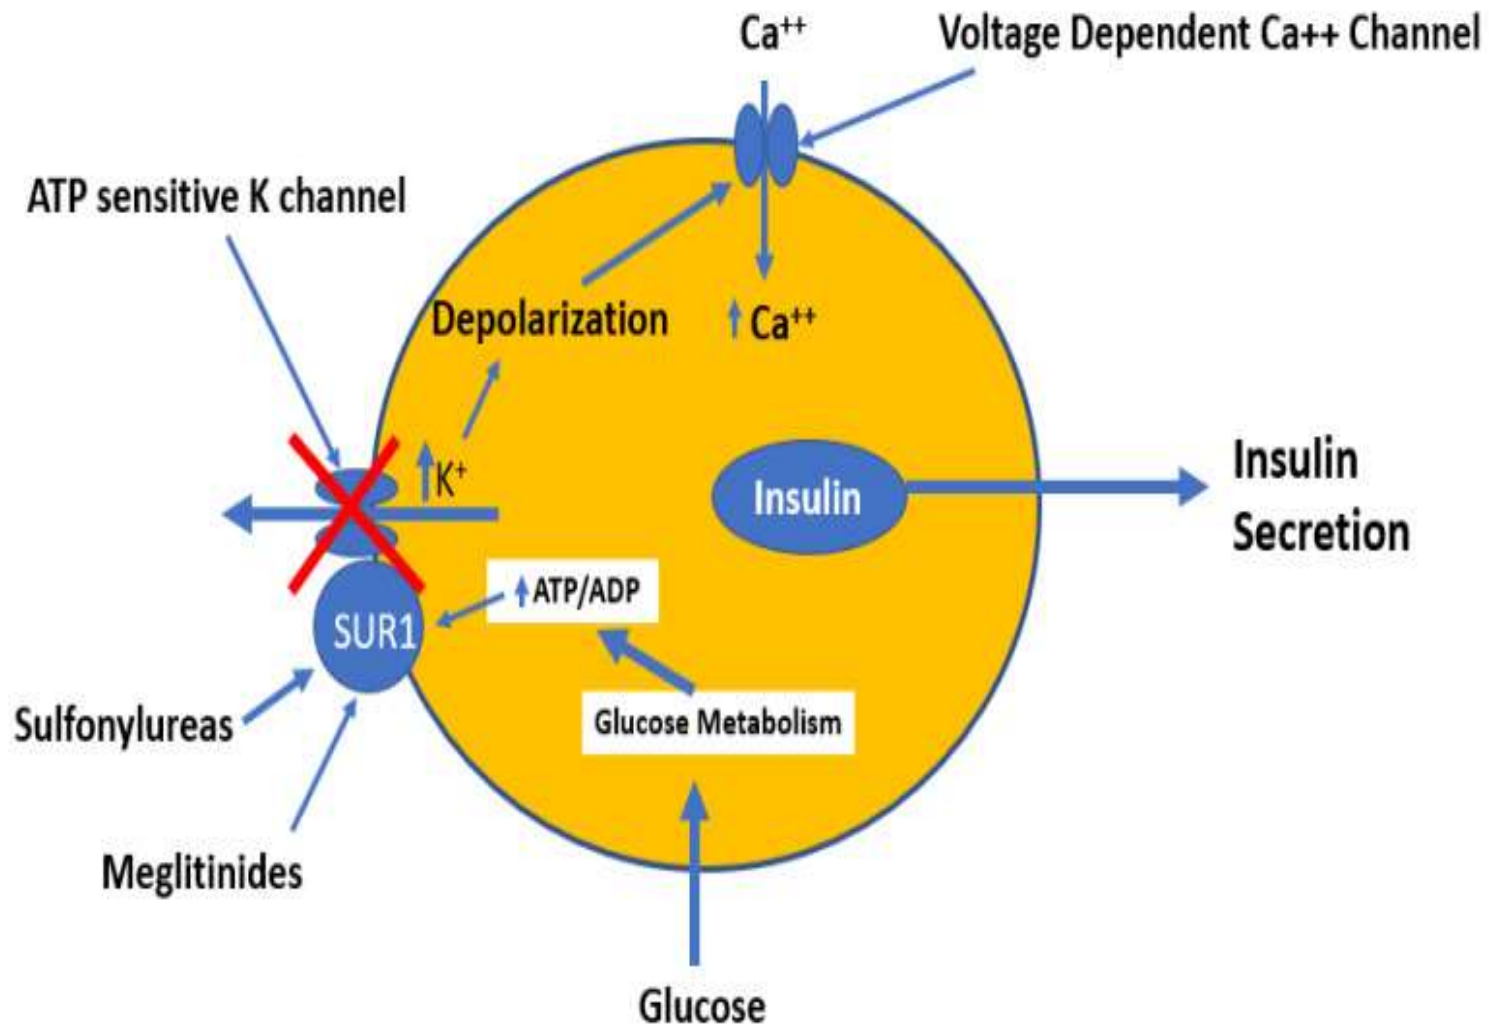 Ca⁺⁺
Voltage Dependent Ca++ Channel
ATP sensitive K channel
Depolarization
Ca⁺⁺
K⁺
Insulin
Insulin
Secretion
ATP/ADP
SUR1
Sulfonylureas
Glucose Metabolism
Meglitinides
Glucose